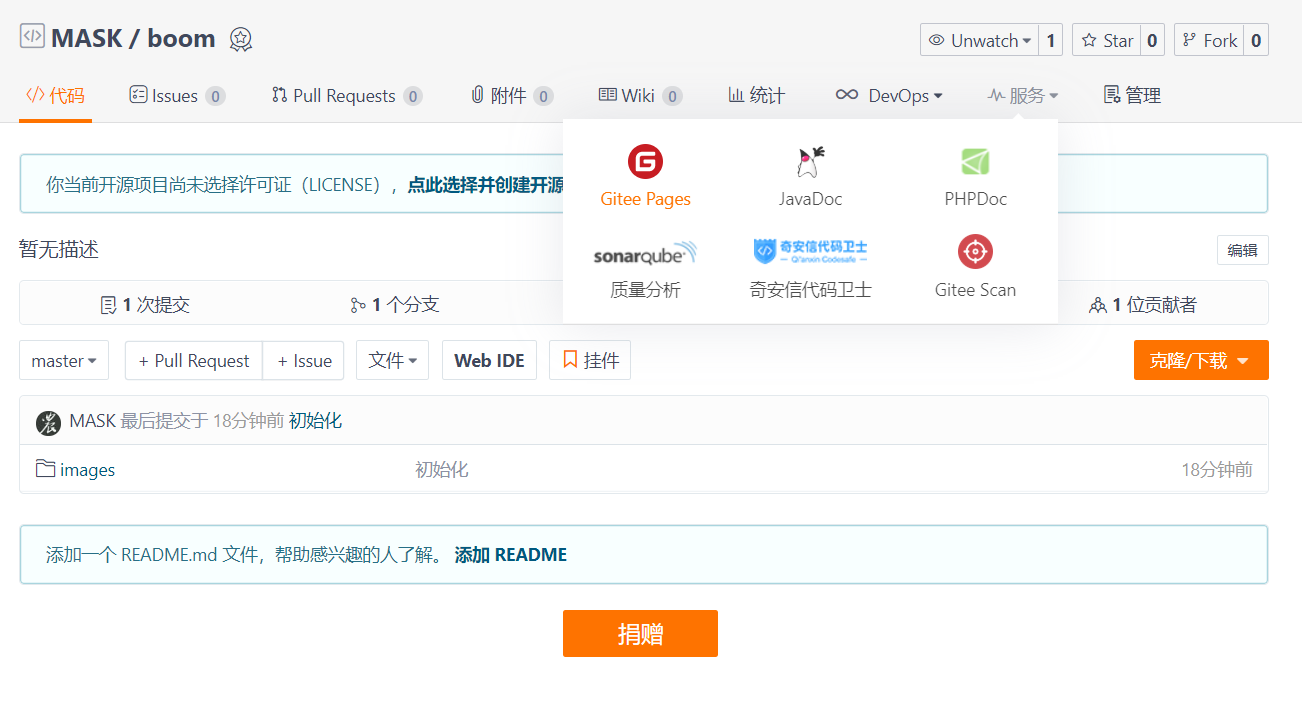 MASK / boom
Unwatch 1 Star 0 Fork 0
代码 Issues 0 Pull Requests 0 附件 0 Wiki 0 统计 DevOps 服务 管理
Gitee Pages JavaDoc PHPDoc
你当前开源项目尚未选择许可证（LICENSE），点此选择并创建开源
sonarqube 奇安信代码卫士 Qi'anxin Codesafe
质量分析 奇安信代码卫士 Gitee Scan
暂无描述 编辑
1 次提交 1 个分支 1 位贡献者
master + Pull Request + Issue 文件 Web IDE 挂件 克隆/下载
MASK 最后提交于 18分钟前 初始化
images 初始化 18分钟前
添加一个 README.md 文件，帮助感兴趣的人了解。 添加 README
捐赠